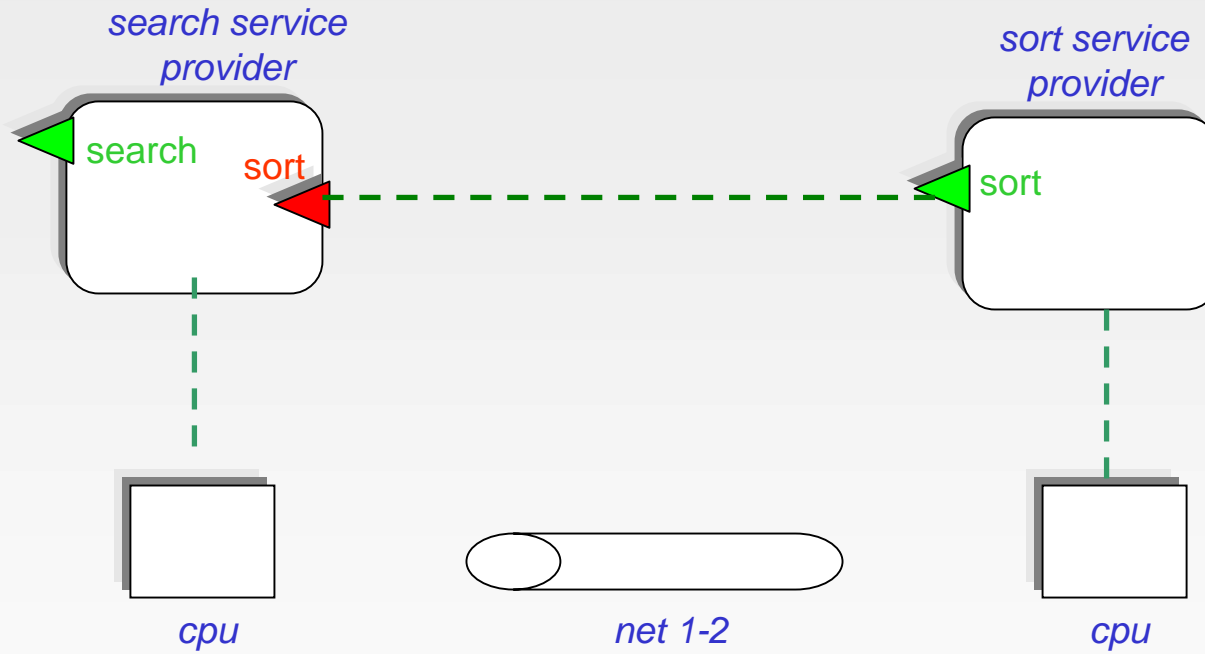 search service
provider
sort service
provider
search
sort
sort
cpu
net 1-2
cpu